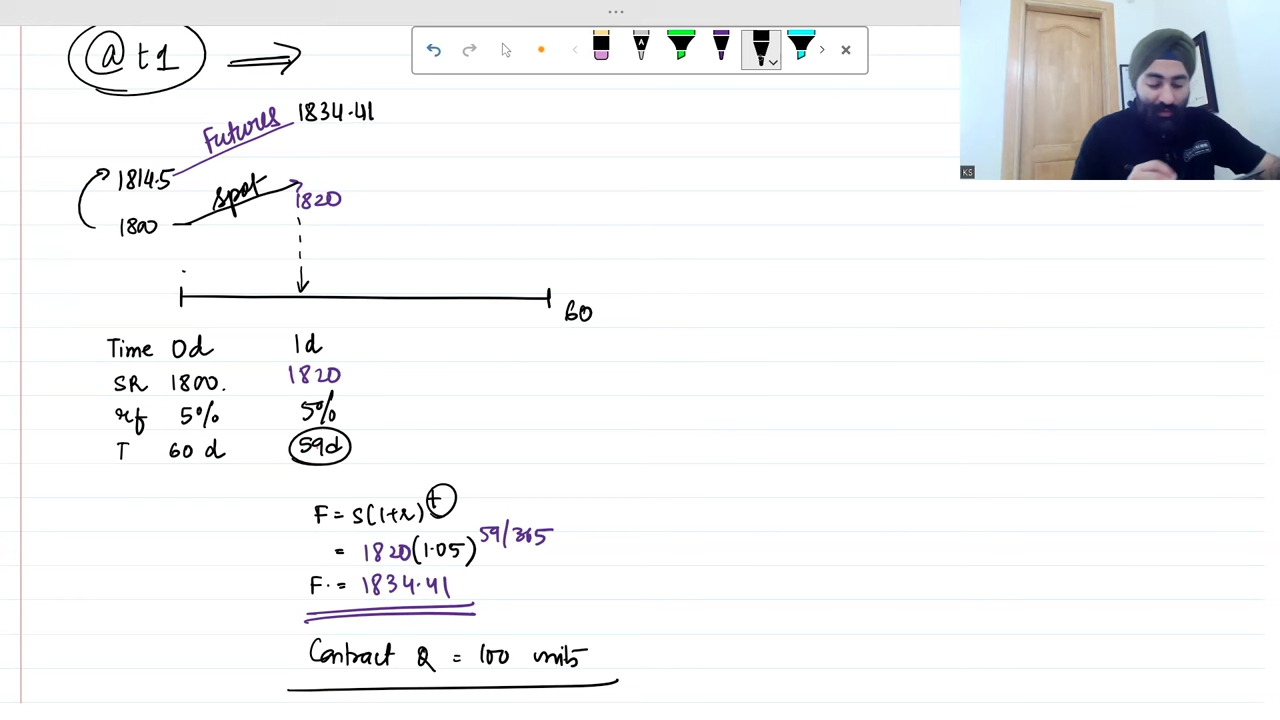 @ t1
Futures 1834.41
1814.5
spot
1820
1800
60
Time 0d 1d
SR 1800. 1820
rf 5% 5%
T 60 d 59d
F = S(1+r)^t
= 1820(1.05)^59/365
F. = 1834.41
Contract Q = 100 units
KS